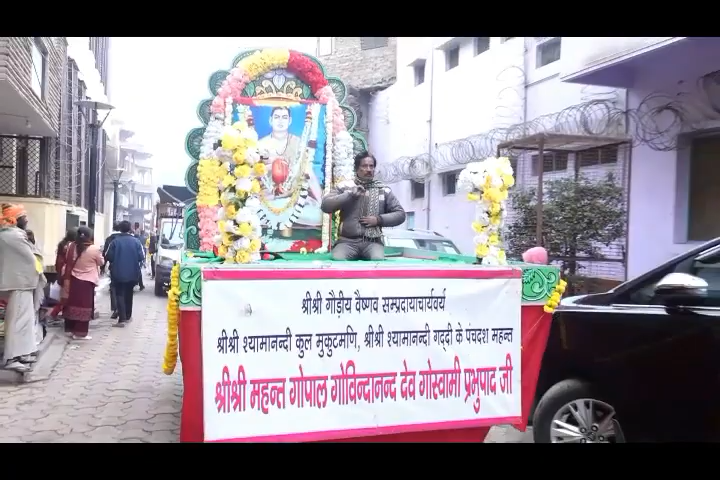 श्रीश्री गौड़ीय वैष्णव सम्प्रदायाचार्यवर्य
श्रीश्री श्यामानन्दी कुल मुकुटमणि, श्रीश्री श्यामानन्दी गद्दी के पंचदश महन्त
श्रीश्री महन्त गोपाल गोविन्दानन्द देव गोस्वामी प्रभुपाद जी